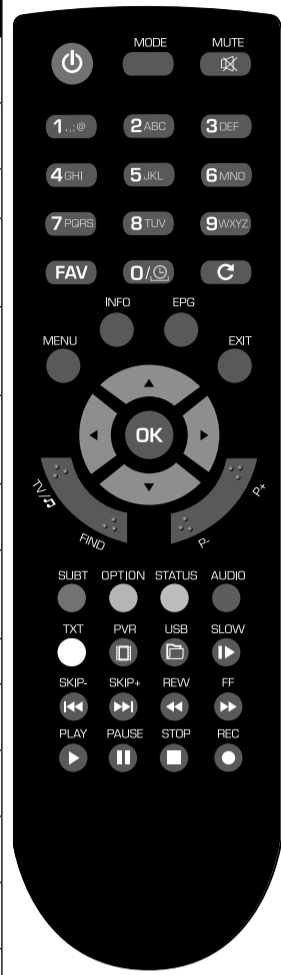 MODE MUTE
1.,;@ 2ABC 3DEF
4GHI 5JKL 6MNO
7PQRS 8TUV 9WXYZ
FAV 0/ C
INFO EPG
MENU EXIT
OK
TV/♫ P+
FIND P-
SUBT OPTION STATUS AUDIO
TXT PVR USB SLOW
SKIP- SKIP+ REW FF
PLAY PAUSE STOP REC